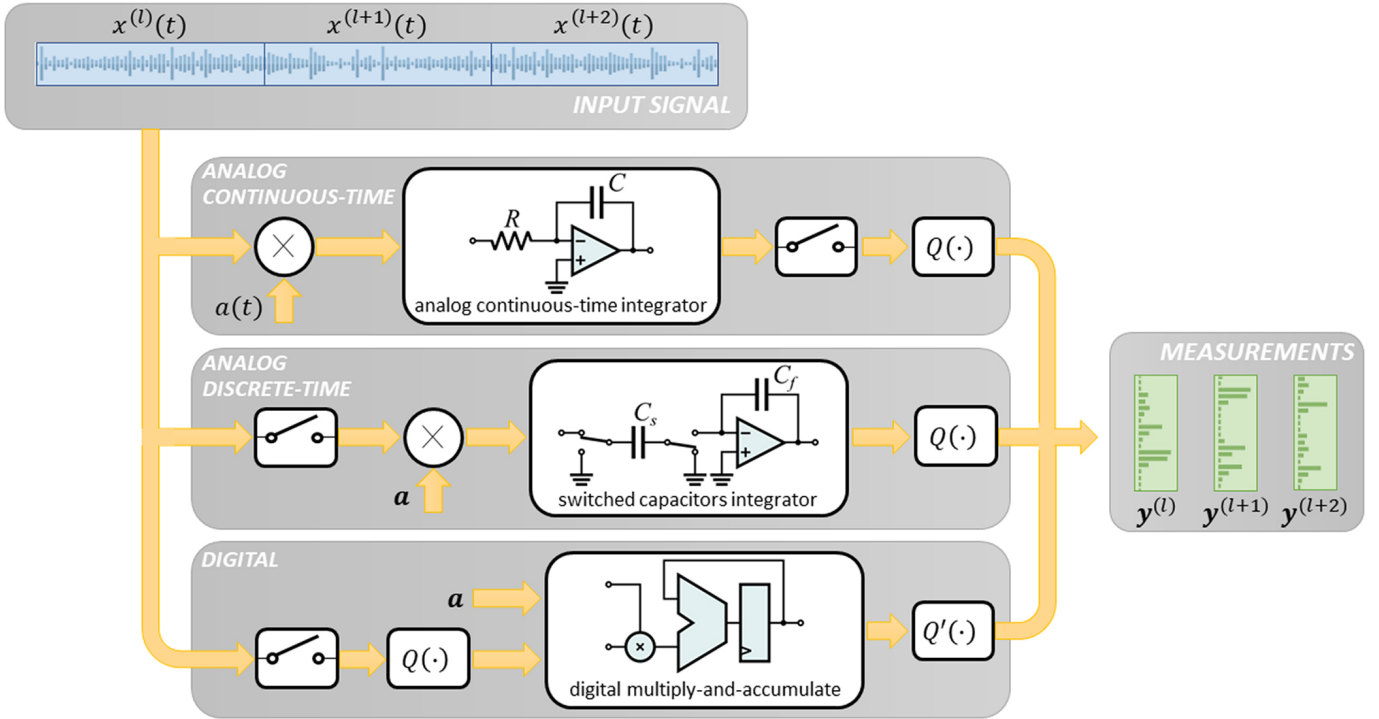 x^(l)(t) x^(l+1)(t) x^(l+2)(t)
INPUT SIGNAL
ANALOG
CONTINUOUS-TIME
C
R
−
+
×
Q(·)
a(t)
analog continuous-time integrator
MEASUREMENTS
y^(l) y^(l+1) y^(l+2)
ANALOG
DISCRETE-TIME
C_f
C_s
−
+
×
Q(·)
a
switched capacitors integrator
DIGITAL
a
×
Q(·)
Q′(·)
digital multiply-and-accumulate